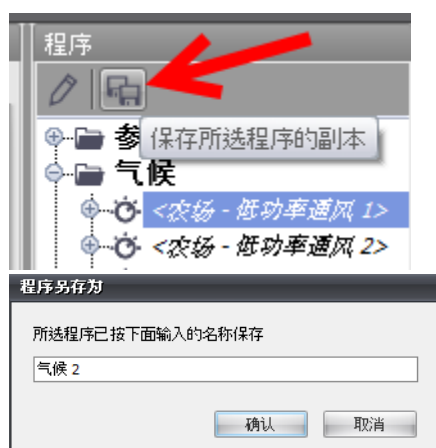 程序
参
保存所选程序的副本
气候
<农场 - 低功率通风 1>
<农场 - 低功率通风 2>
程序另存为
所选程序已按下面输入的名称保存
气候 2
确认
取消